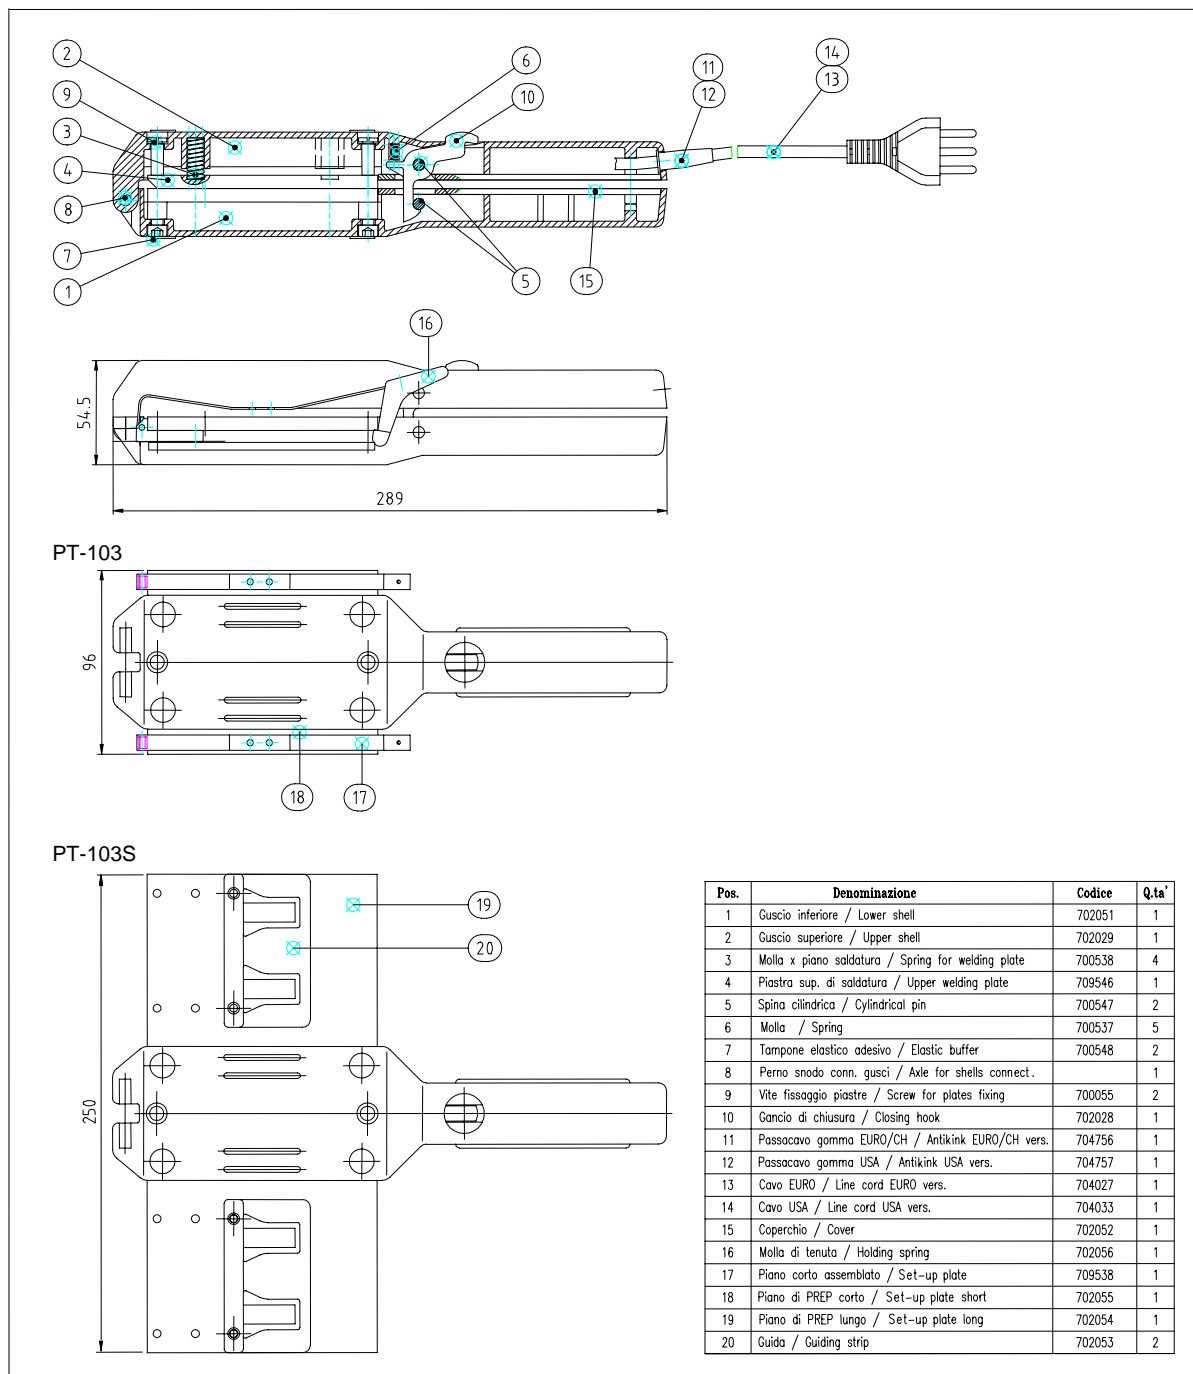 2
9
3
4
8
7
1
6
10
11
12
14
13
5
15
16
54.5
289
PT-103
96
18
17
PT-103S
19
20
250
Pos. Denominazione Codice Q.ta'
1 Guscio inferiore / Lower shell 702051 1
2 Guscio superiore / Upper shell 702029 1
3 Molla x piano saldatura / Spring for welding plate 700538 4
4 Piastra sup. di saldatura / Upper welding plate 709546 1
5 Spina cilindrica / Cylindrical pin 700547 2
6 Molla / Spring 700537 5
7 Tampone elastico adesivo / Elastic buffer 700548 2
8 Perno snodo conn. gusci / Axle for shells connect. 1
9 Vite fissaggio piastre / Screw for plates fixing 700055 2
10 Gancio di chiusura / Closing hook 702028 1
11 Passacavo gomma EURO/CH / Antikink EURO/CH vers. 704756 1
12 Passacavo gomma USA / Antikink USA vers. 704757 1
13 Cavo EURO / Line cord EURO vers. 704027 1
14 Cavo USA / Line cord USA vers. 704033 1
15 Coperchio / Cover 702052 1
16 Molla di tenuta / Holding spring 702056 1
17 Piano corto assemblato / Set-up plate 709538 1
18 Piano di PREP corto / Set-up plate short 702055 1
19 Piano di PREP lungo / Set-up plate long 702054 1
20 Guida / Guiding strip 702053 2